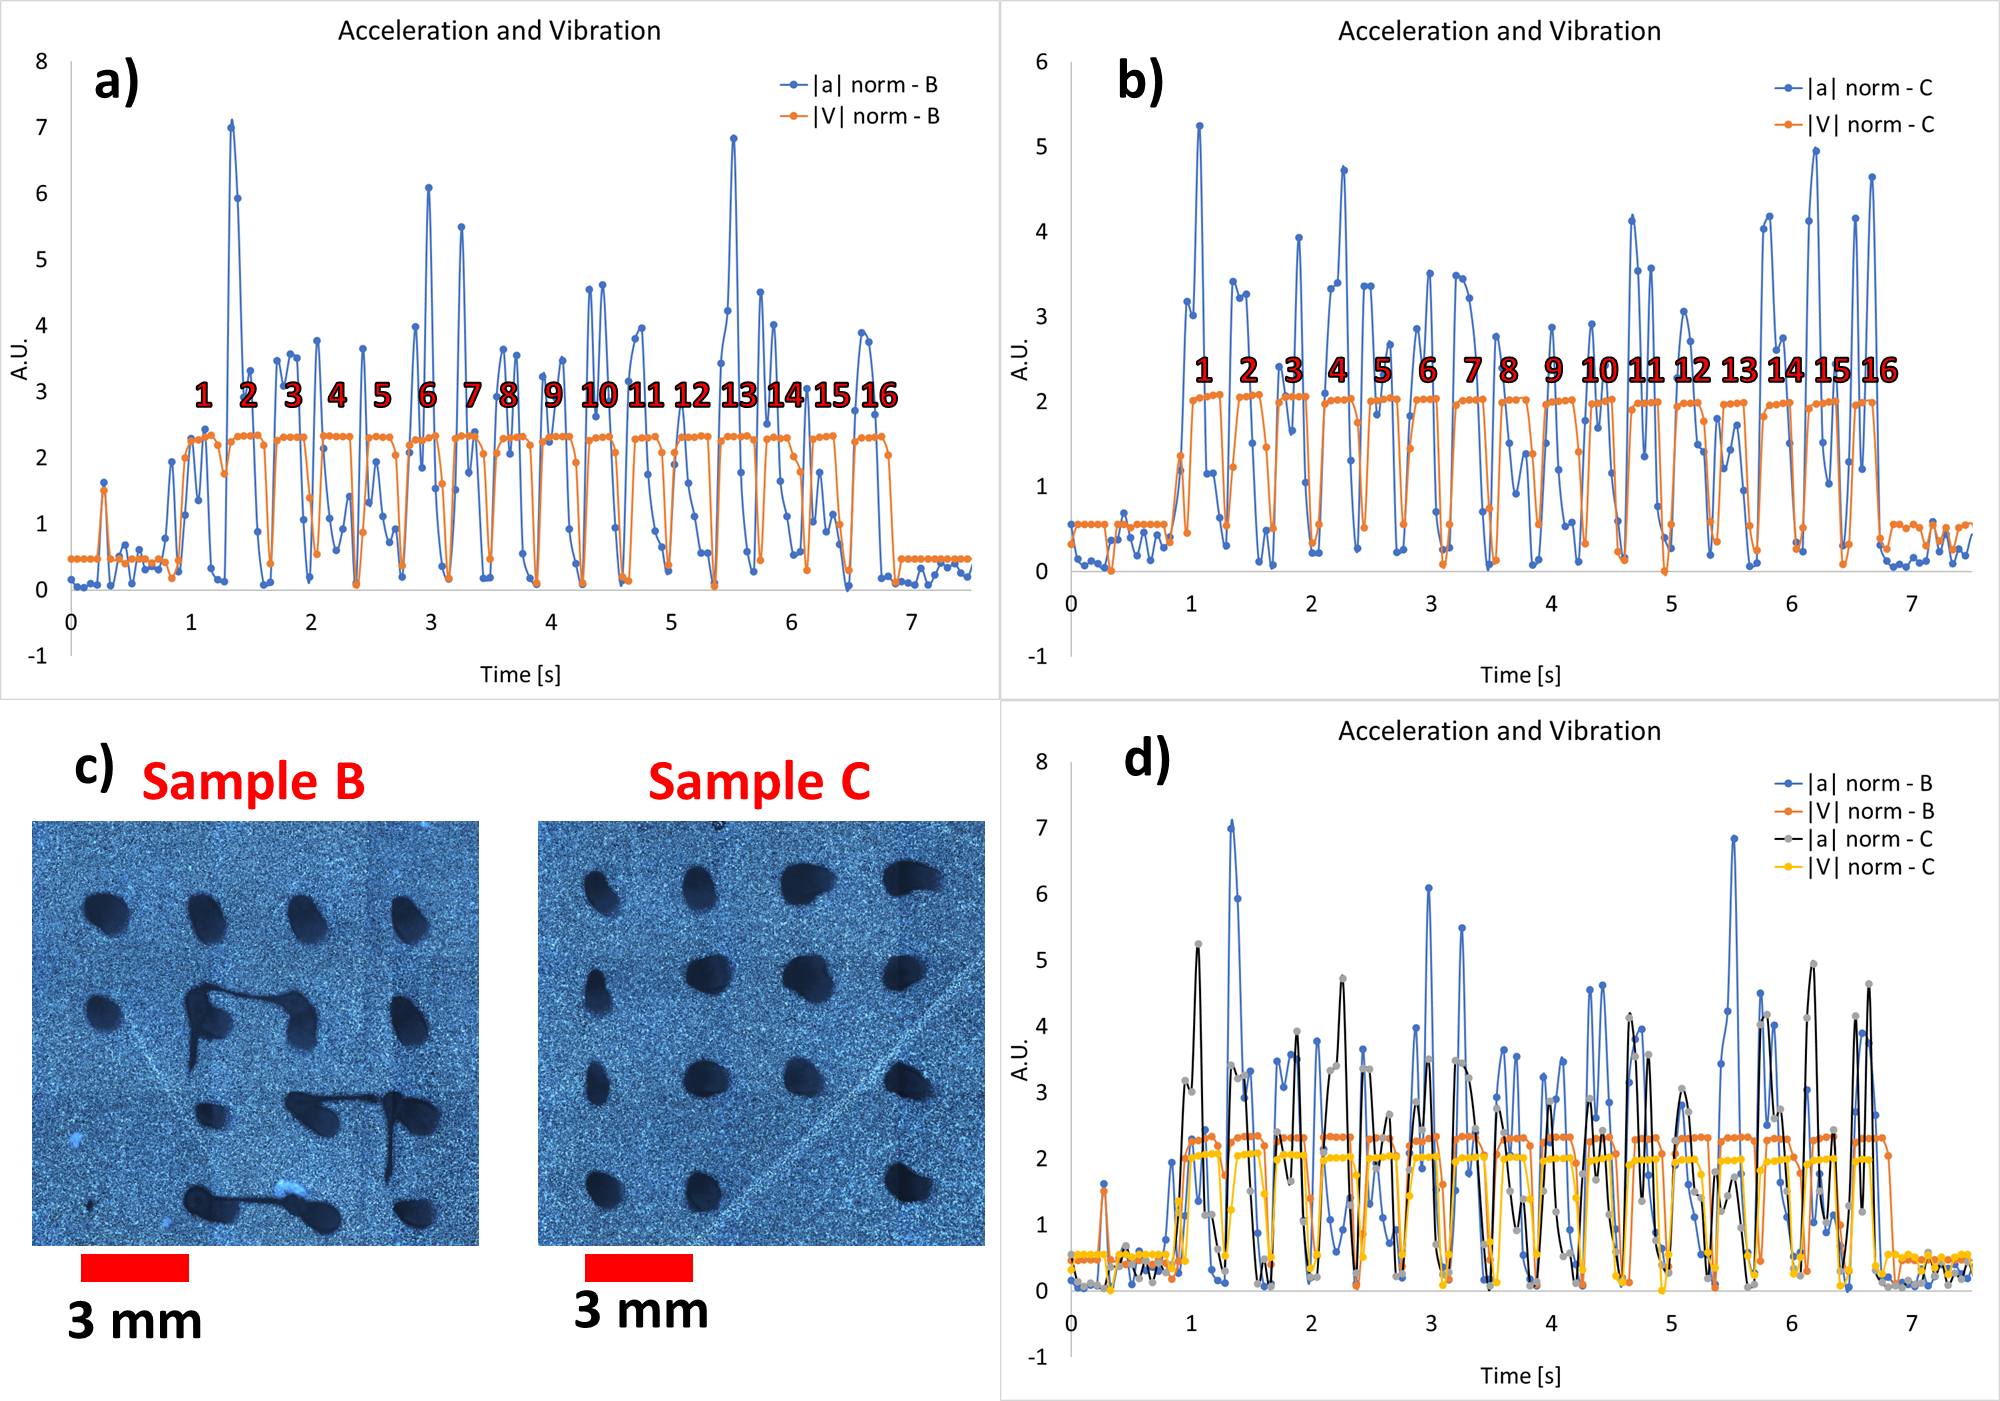 Acceleration and Vibration
a)
|a| norm - B
|V| norm - B
8
7
6
5
4
3
2
1
0
-1
A.U.
1 2 3 4 5 6 7 8 9 10 11 12 13 14 15 16
0 1 2 3 4 5 6 7
Time [s]
Acceleration and Vibration
b)
|a| norm - C
|V| norm - C
6
5
4
3
2
1
0
-1
A.U.
1 2 3 4 5 6 7 8 9 10 11 12 13 14 15 16
0 1 2 3 4 5 6 7
Time [s]
c)
Sample B
Sample C
3 mm
3 mm
Acceleration and Vibration
d)
|a| norm - B
|V| norm - B
|a| norm - C
|V| norm - C
8
7
6
5
4
3
2
1
0
-1
A.U.
0 1 2 3 4 5 6 7
Time [s]